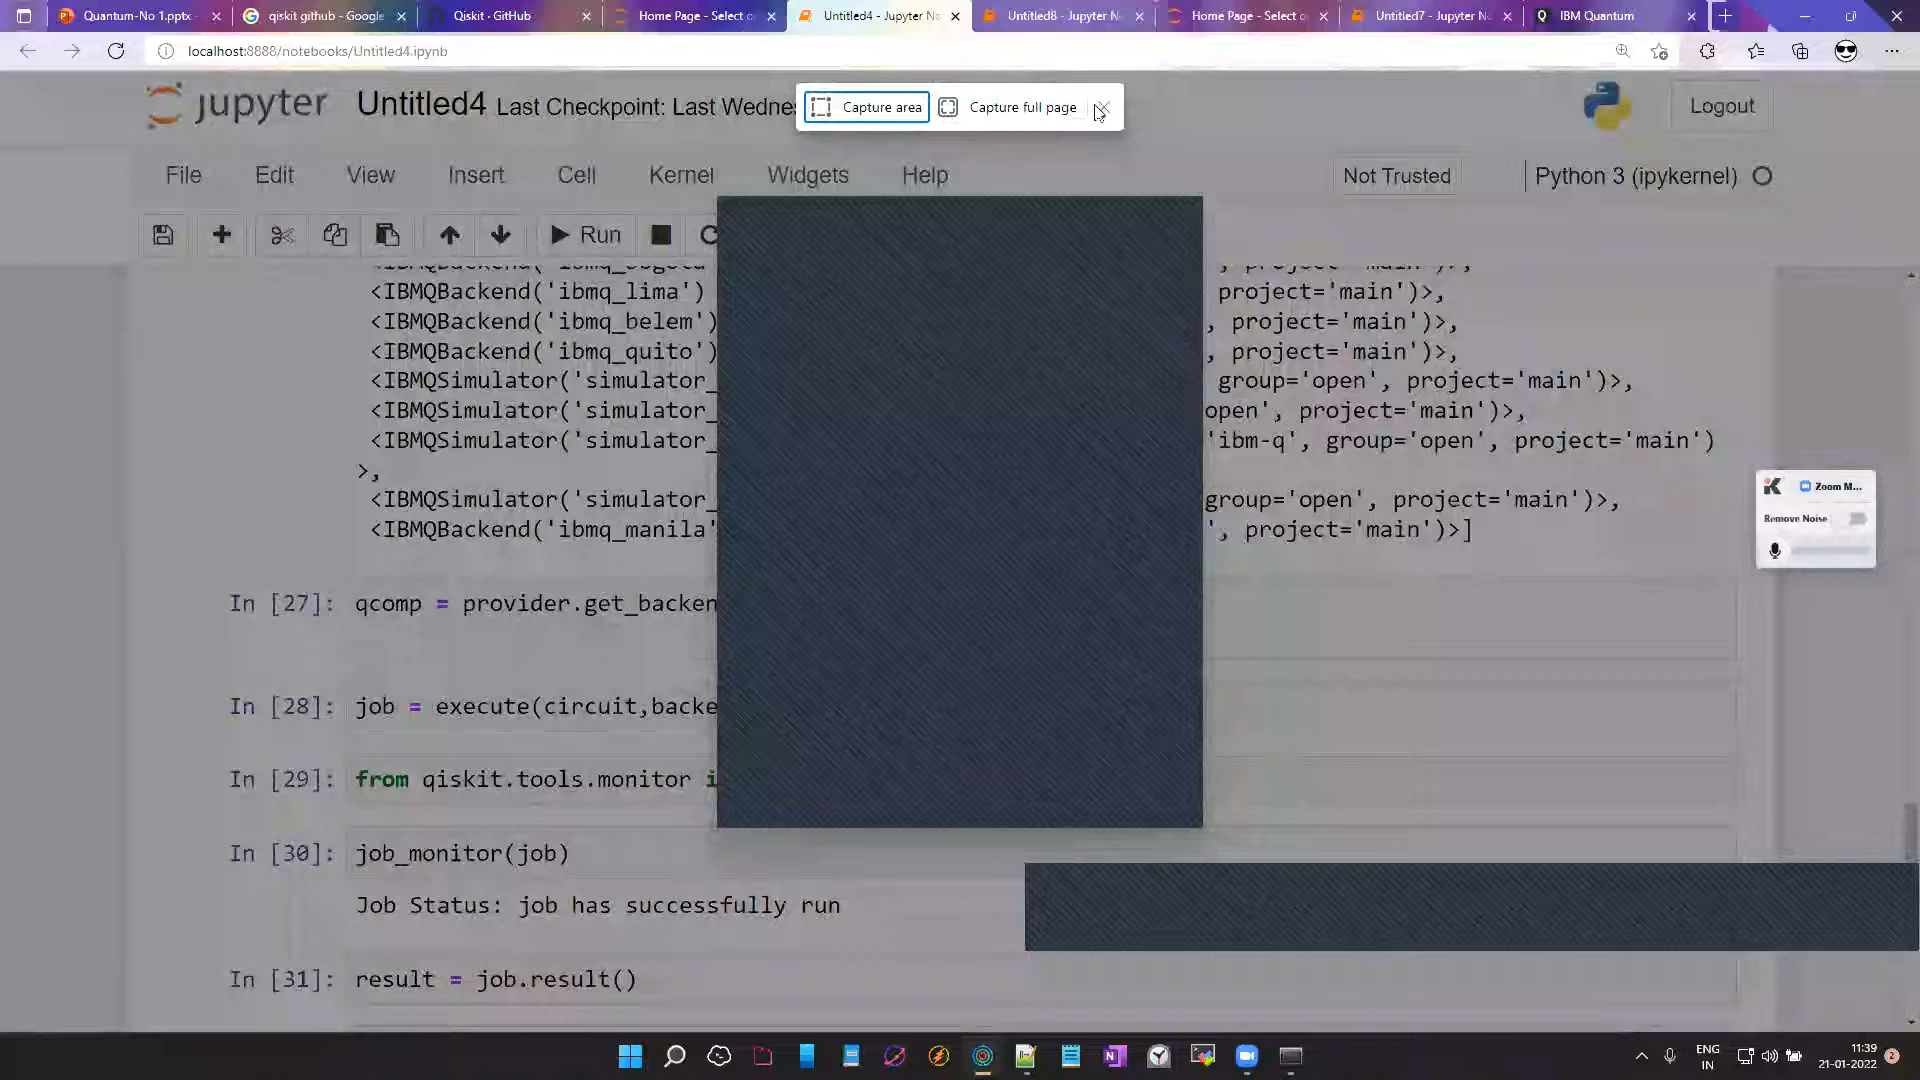 Quantum-No 1.pptx - qiskit github - Google Qiskit · GitHub Home Page - Select o Untitled4 - Jupyter No Untitled8 - Jupyter N Home Page - Select o Untitled7 - Jupyter No IBM Quantum
localhost:8888/notebooks/Untitled4.ipynb
jupyter Untitled4 Last Checkpoint: Last Wednes Capture area Capture full page Logout
File Edit View Insert Cell Kernel Widgets Help Not Trusted Python 3 (ipykernel)
Run
<IBMQBackend('ibmq_lima') project='main')>,
<IBMQBackend('ibmq_belem') , project='main')>,
<IBMQBackend('ibmq_quito') , project='main')>,
<IBMQSimulator('simulator_ group='open', project='main')>,
<IBMQSimulator('simulator_ open', project='main')>,
<IBMQSimulator('simulator_ 'ibm-q', group='open', project='main')
>,
<IBMQSimulator('simulator_ group='open', project='main')>,
<IBMQBackend('ibmq_manila' ', project='main')>]
Zoom M...
Remove Noise
In [27]: qcomp = provider.get_backen
In [28]: job = execute(circuit,backe
In [29]: from qiskit.tools.monitor i
In [30]: job_monitor(job)
Job Status: job has successfully run
In [31]: result = job.result()
ENG 11:39
IN 21-01-2022 2